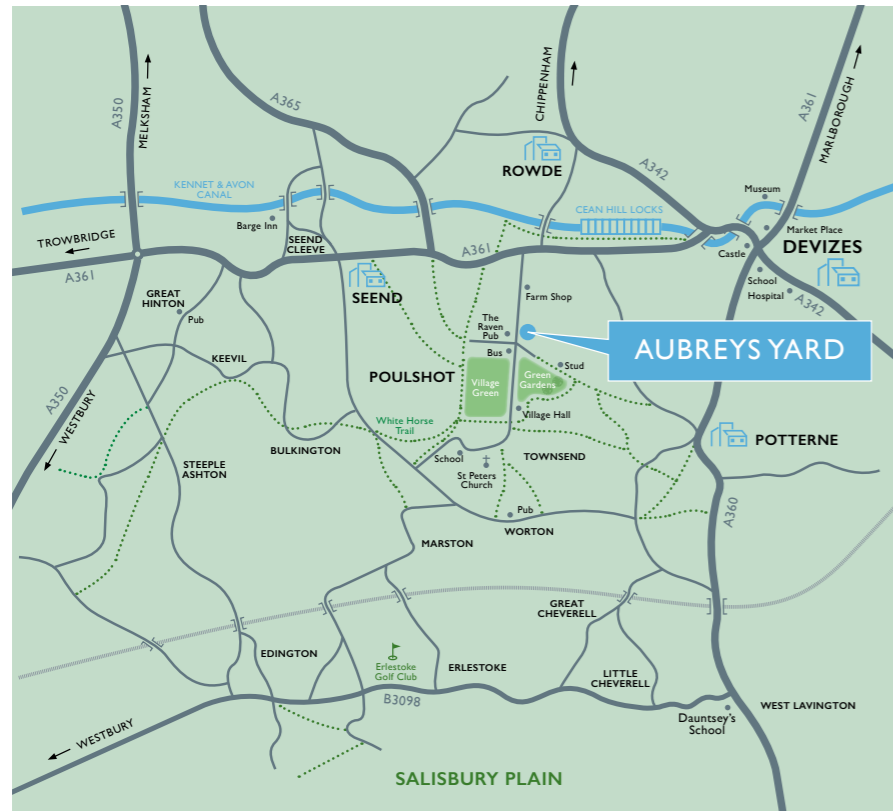 A350
MELKSHAM
A365
CHIPPENHAM
A361
MARLBOROUGH
ROWDE
A342
KENNET & AVON
CANAL
CEAN HILL LOCKS
Museum
Barge Inn
Market Place
TROWBRIDGE
SEEND
CLEEVE
A361
Castle
DEVIZES
A361
School
Hospital
A342
GREAT
HINTON
SEEND
Farm Shop
Pub
The
Raven
Pub
AUBREYS YARD
KEEVIL
Bus
Stud
POULSHOT
Village
Green
Green
Gardens
A350
WESTBURY
White Horse
Trail
Village Hall
POTTERNE
BULKINGTON
School
TOWNSEND
STEEPLE
ASHTON
St Peters
Church
Pub
A360
WORTON
MARSTON
GREAT
CHEVERELL
EDINGTON
Erlestoke
Golf Club
ERLESTOKE
LITTLE
CHEVERELL
B3098
WEST LAVINGTON
Dauntsey's
School
WESTBURY
SALISBURY PLAIN